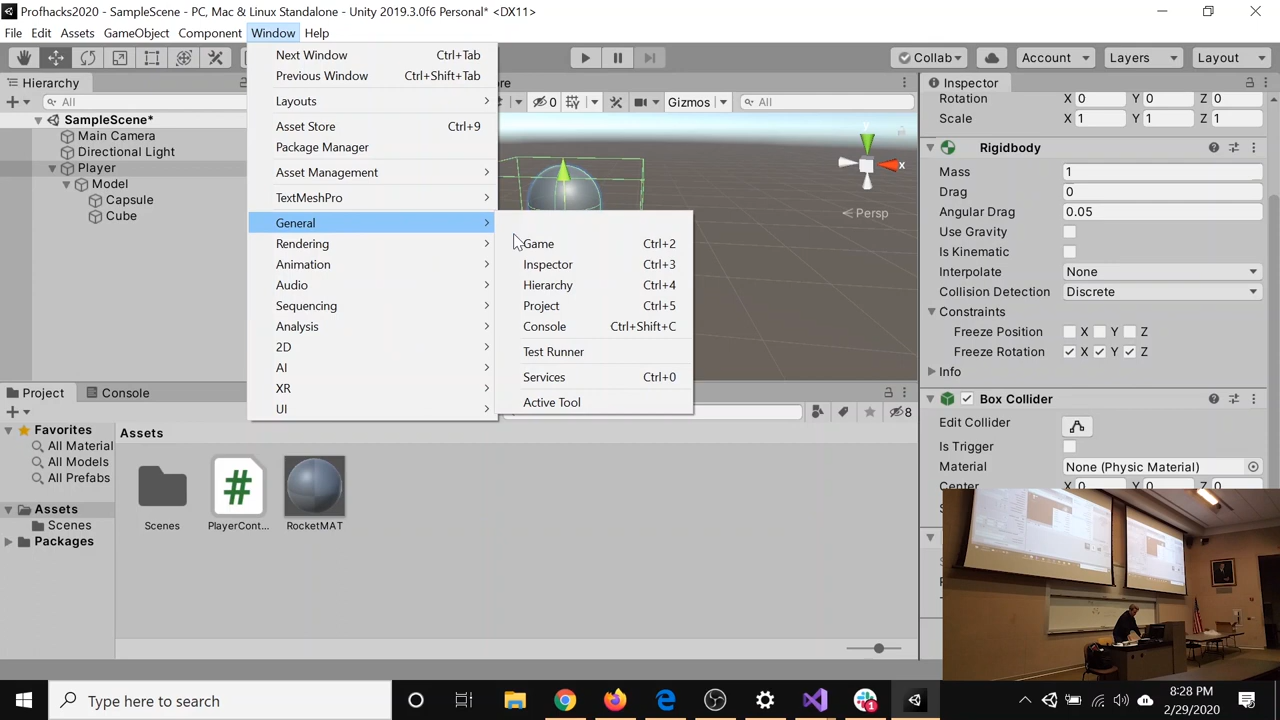 Profhacks2020 - SampleScene - PC, Mac & Linux Standalone - Unity 2019.3.0f6 Personal* <DX11>
File Edit Assets GameObject Component Window Help
Collab Account Layers Layout
Next Window Ctrl+Tab
Previous Window Ctrl+Shift+Tab
Layouts
Asset Store Ctrl+9
Package Manager
Asset Management
TextMeshPro
General
Rendering
Animation
Audio
Sequencing
Analysis
2D
AI
XR
UI
Game Ctrl+2
Inspector Ctrl+3
Hierarchy Ctrl+4
Project Ctrl+5
Console Ctrl+Shift+C
Test Runner
Services Ctrl+0
Active Tool
Hierarchy
All
SampleScene*
Main Camera
Directional Light
Player
Model
Capsule
Cube
0 Gizmos All
y
x
Persp
Inspector
Rotation X 0 Y 0 Z 0
Scale X 1 Y 1 Z 1
Rigidbody
Mass 1
Drag 0
Angular Drag 0.05
Use Gravity
Is Kinematic
Interpolate None
Collision Detection Discrete
Constraints
Freeze Position X Y Z
Freeze Rotation X Y Z
Info
Box Collider
Edit Collider
Is Trigger
Material None (Physic Material)
Center X 0 Y 0 Z 0
Project Console
8
Favorites
All Material
All Models
All Prefabs
Assets
Scenes
Packages
Assets
Scenes PlayerCont... RocketMAT
Type here to search
1
8:28 PM
2/29/2020